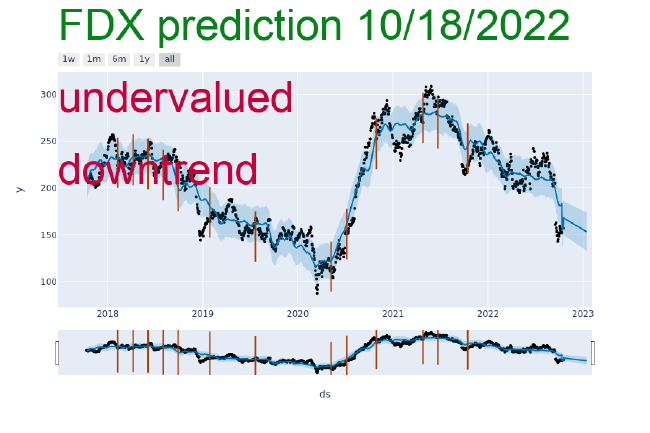 FDX prediction 10/18/2022
1w 1m 6m 1y all
undervalued
downtrend
300
250
200
150
100
y
2018 2019 2020 2021 2022 2023
ds